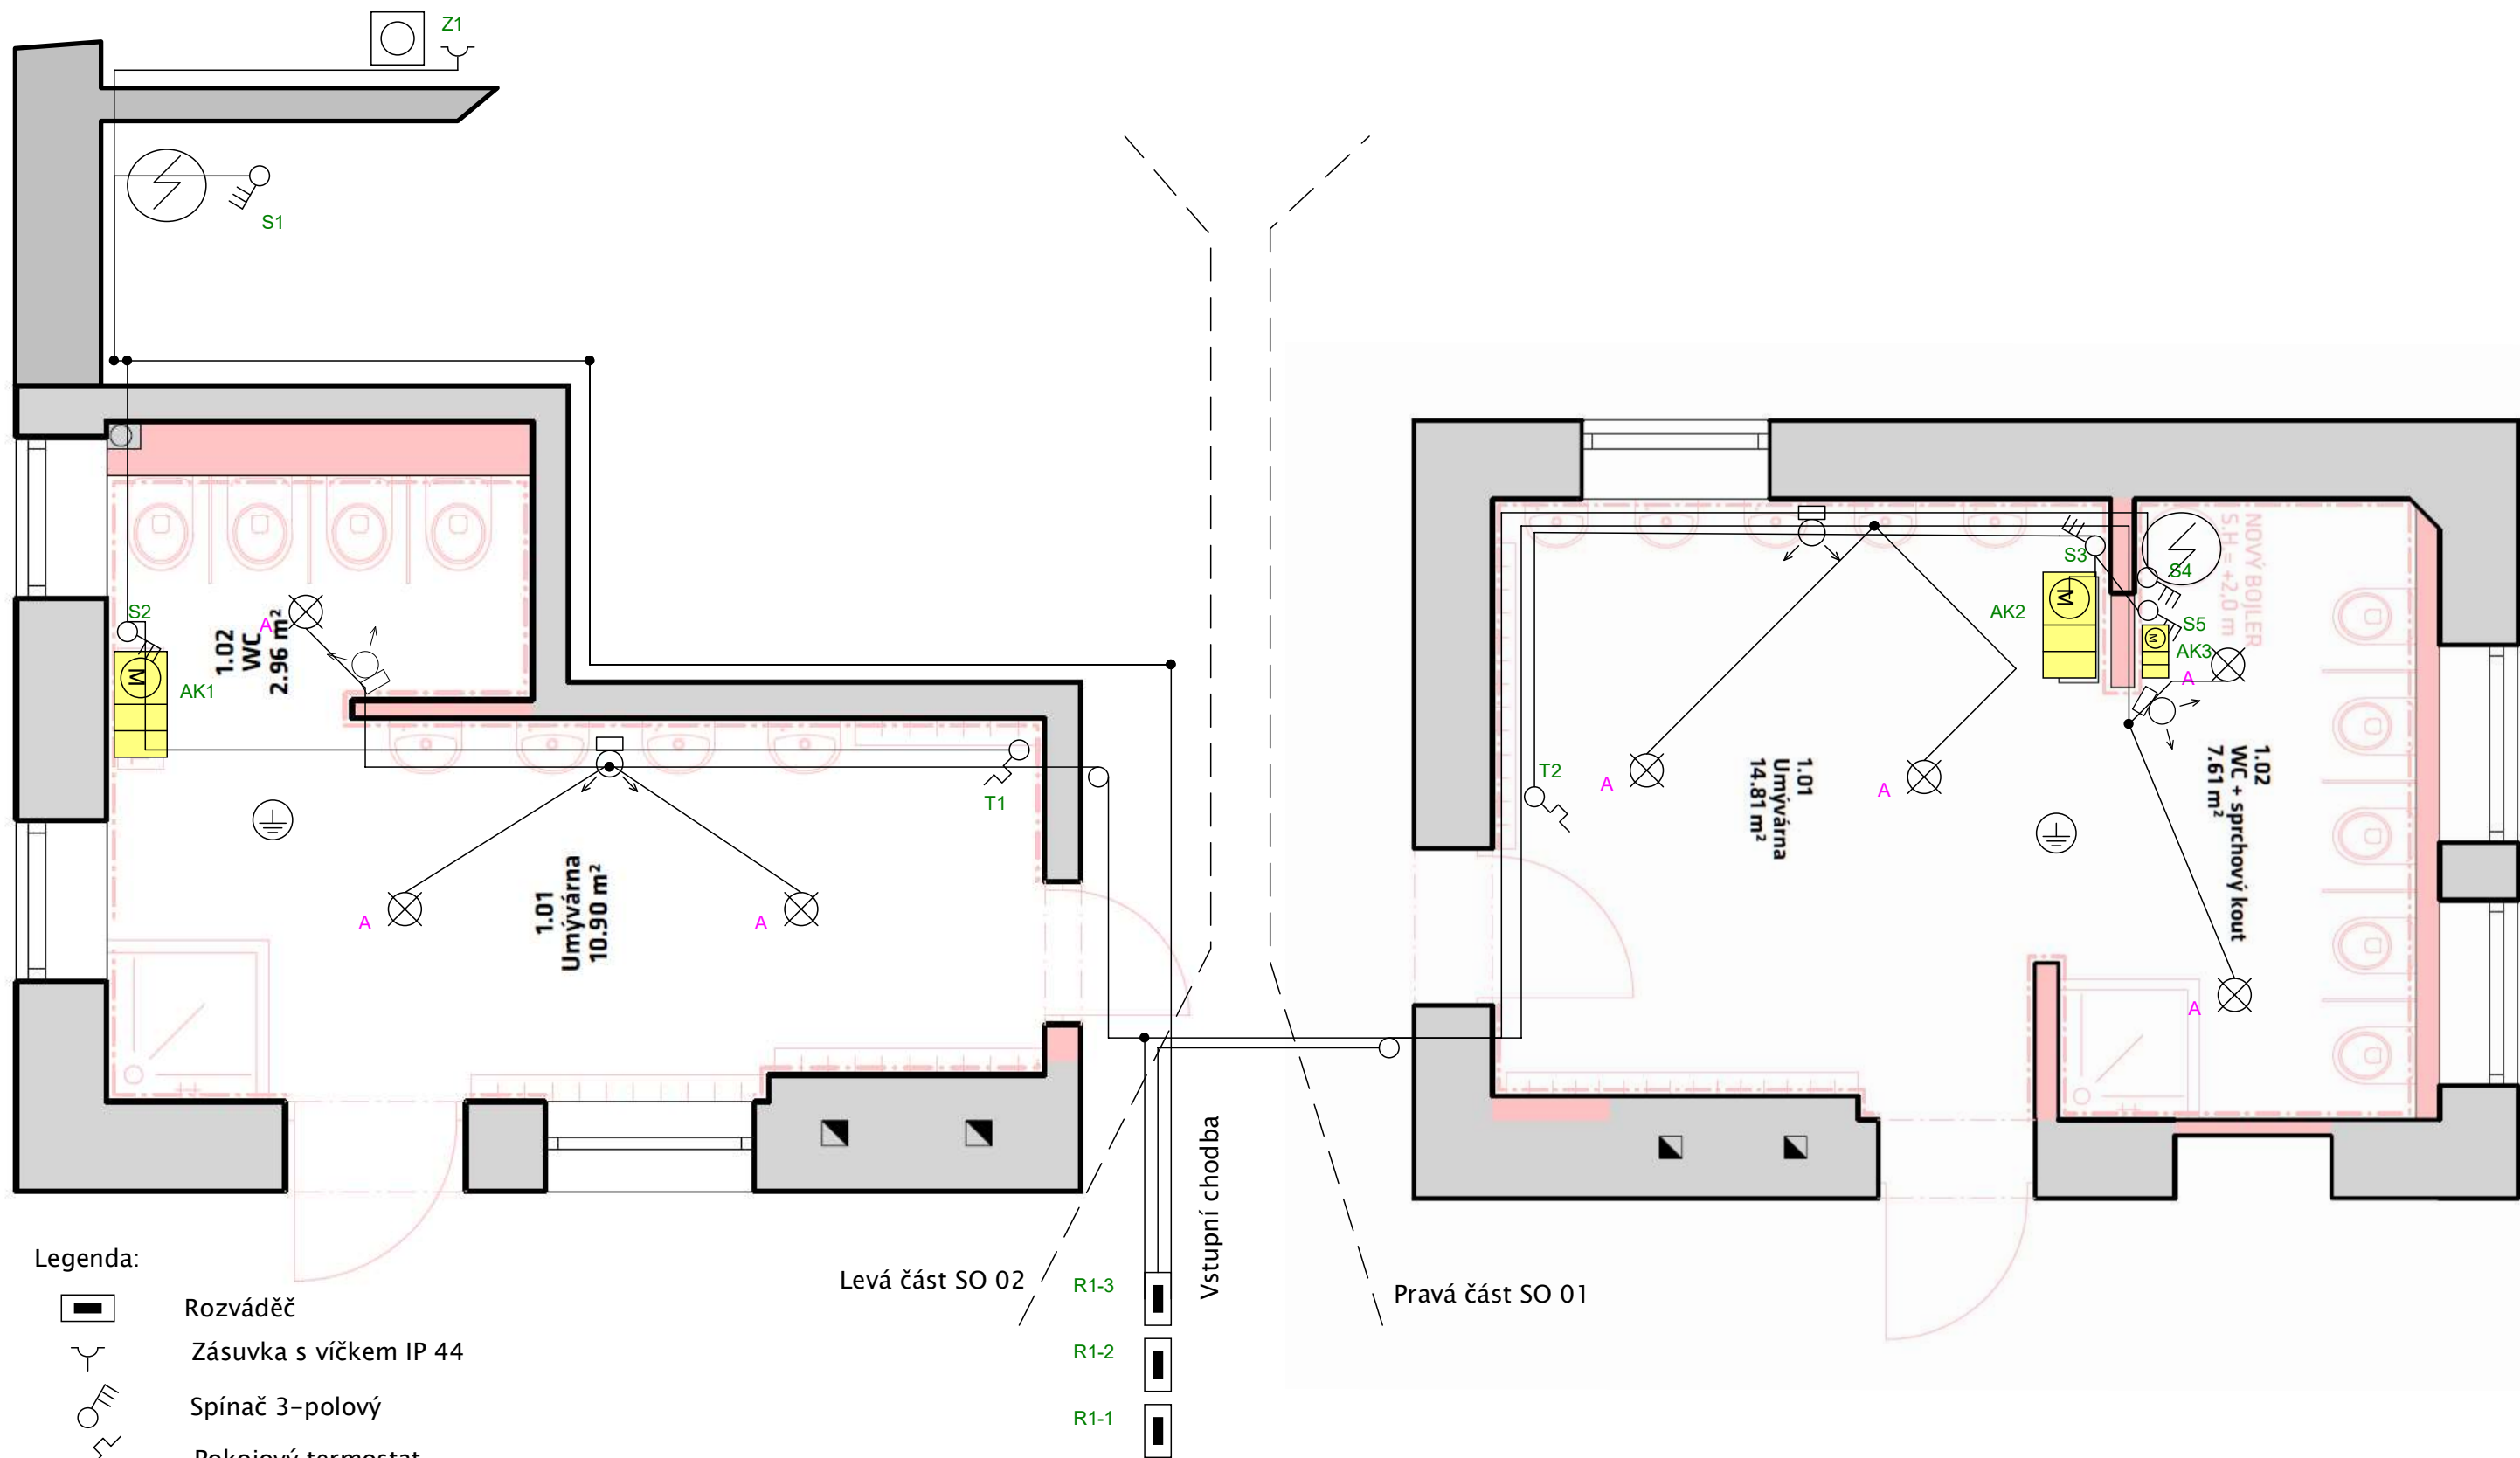 Z1
S1
S2
A
1.02
WC
2.96 m²
M
AK1
T1
A
A
1.01
Umývárna
10.90 m²
S3
S4
NOVÝ BOJLER
S.H = +2,0 m
M
AK2
S5
M
AK3
A
T2
A
A
1.01
Umývárna
14.81 m²
1.02
WC + sprchový kout
7.61 m²
A
Vstupní chodba
Levá část SO 02
Pravá část SO 01
R1-3
R1-2
R1-1
Legenda:
Rozváděč
Zásuvka s víčkem IP 44
Spínač 3-polový
Pokojový termostat